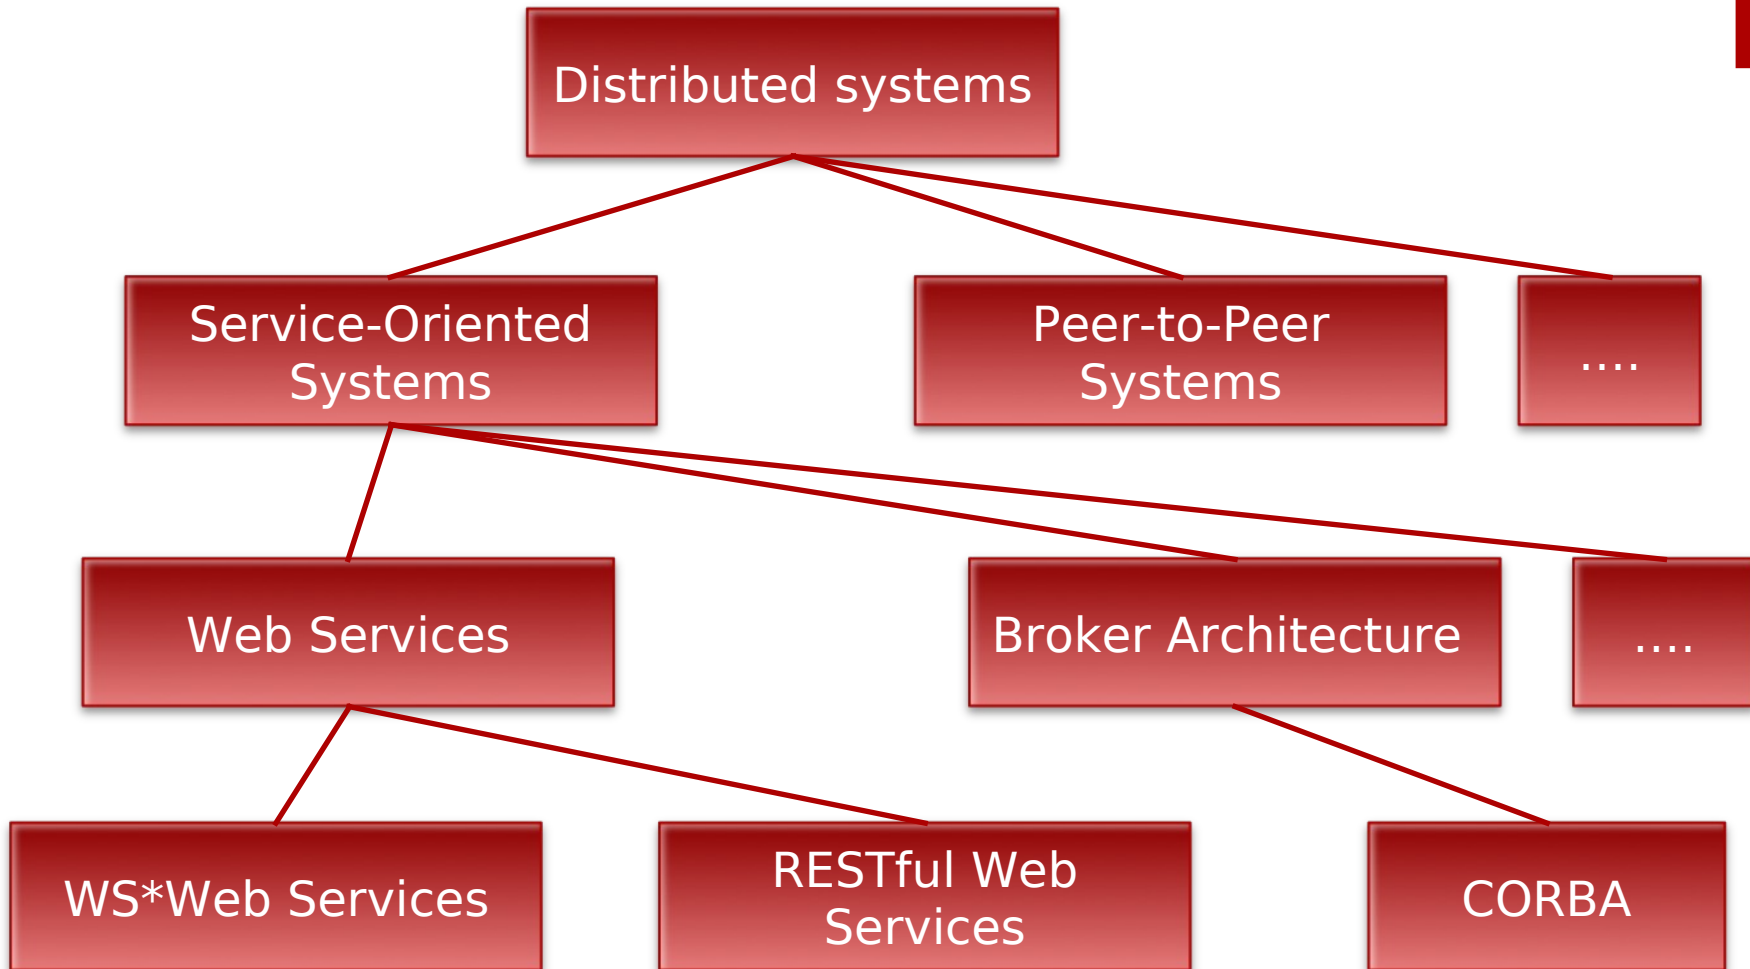 Distributed systems
Service-Oriented
Systems
Peer-to-Peer
Systems
....
Web Services
Broker Architecture
....
WS*Web Services
RESTful Web
Services
CORBA